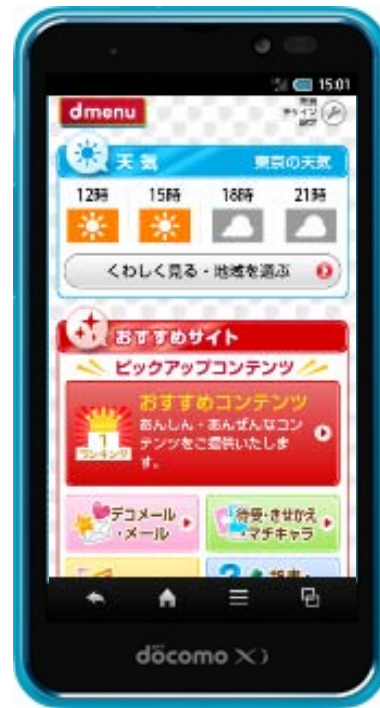 15:01
dmenu
天気
東京の天気
12時 15時 18時 21時
くわしく見る・地域を選ぶ
おすすめサイト
ピックアップコンテンツ
おすすめコンテンツ
あんしん・あんぜんなコン
テンツをご提供いたしま
す。
1
ランキング
デコメール
・メール
待受・きせかえ
・マチキャラ
döcomo Xi